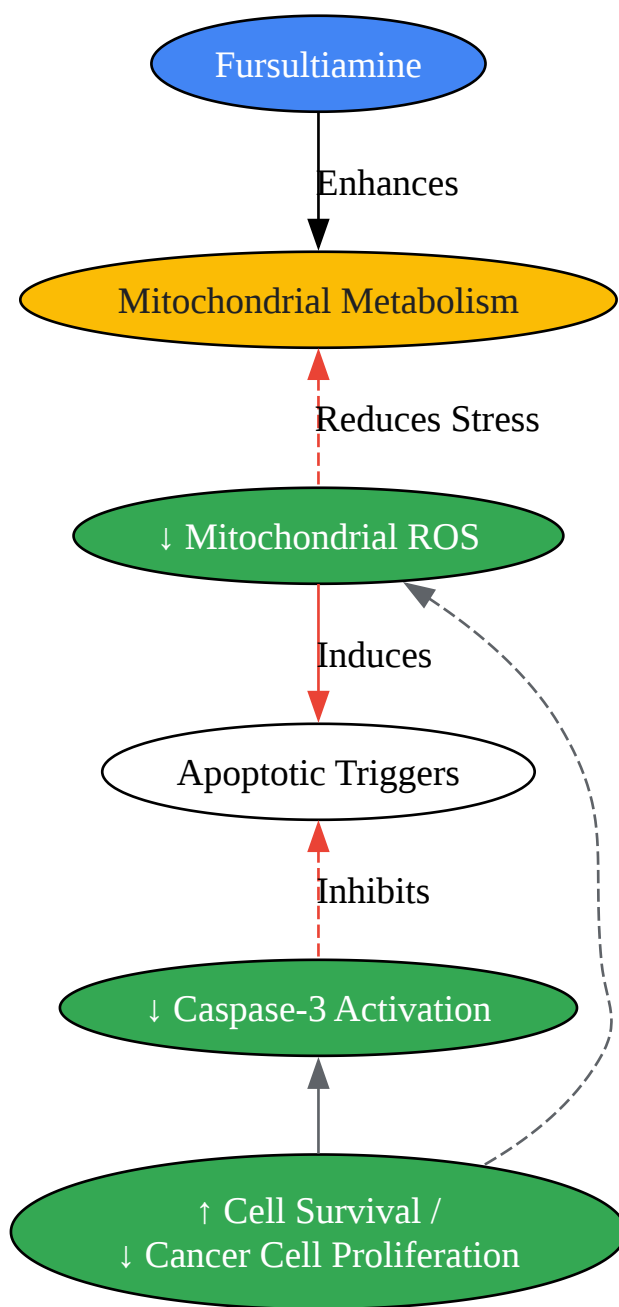 Fursultiamine
Enhances
Mitochondrial Metabolism
Reduces Stress
↓ Mitochondrial ROS
Induces
Apoptotic Triggers
Inhibits
↓ Caspase-3 Activation
↑ Cell Survival /
↓ Cancer Cell Proliferation